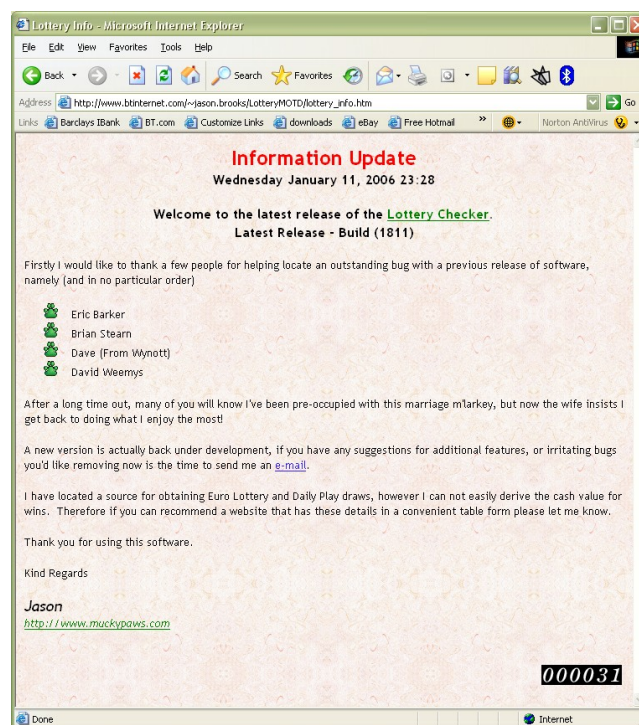 Lottery Info - Microsoft Internet Explorer
File Edit View Favorites Tools Help
Back Search Favorites
Address http://www.btinternet.com/~jason.brooks/LotteryMOTD/lottery_info.htm Go
Links Barclays IBank BT.com Customize Links downloads eBay Free Hotmail » Norton AntiVirus
Information Update
Wednesday January 11, 2006 23:28
Welcome to the latest release of the Lottery Checker.
Latest Release - Build (1811)
Firstly I would like to thank a few people for helping locate an outstanding bug with a previous release of software,
namely (and in no particular order)
Eric Barker
Brian Stearn
Dave (From Wynott)
David Weemys
After a long time out, many of you will know I've been pre-occupied with this marriage m'larkey, but now the wife insists I
get back to doing what I enjoy the most!
A new version is actually back under development, if you have any suggestions for additional features, or irritating bugs
you'd like removing now is the time to send me an e-mail.
I have located a source for obtaining Euro Lottery and Daily Play draws, however I can not easily derive the cash value for
wins. Therefore if you can recommend a website that has these details in a convenient table form please let me know.
Thank you for using this software.
Kind Regards
Jason
http://www.muckypaws.com
000031
Done Internet